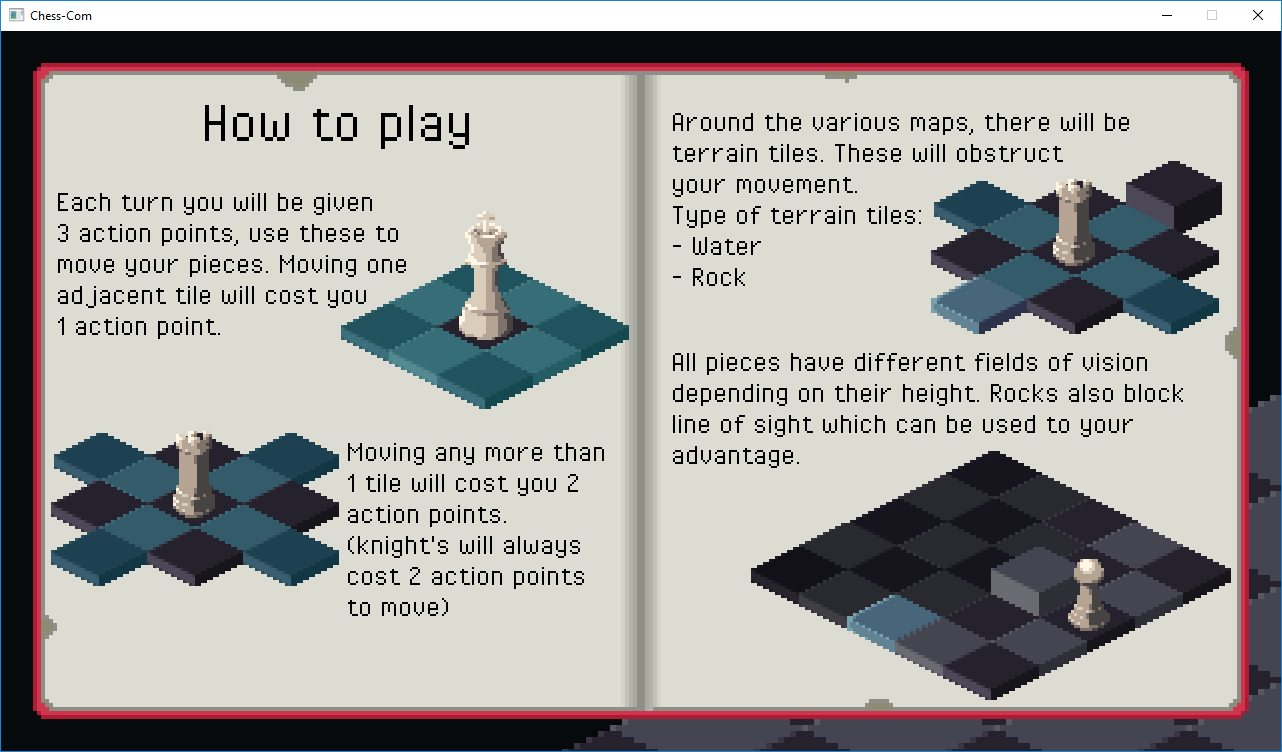 Chess-Com
How to play
Each turn you will be given
3 action points, use these to
move your pieces. Moving one
adjacent tile will cost you
1 action point.
Moving any more than
1 tile will cost you 2
action points.
(knight's will always
cost 2 action points
to move)
Around the various maps, there will be
terrain tiles. These will obstruct
your movement.
Type of terrain tiles:
- Water
- Rock
All pieces have different fields of vision
depending on their height. Rocks also block
line of sight which can be used to your
advantage.